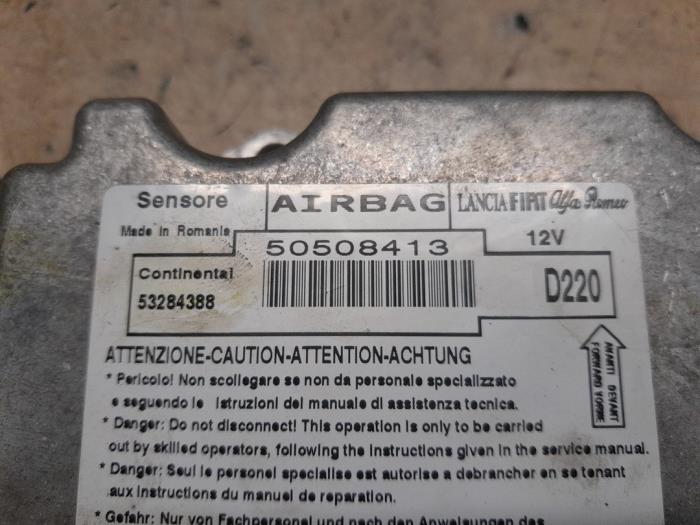 Sensore AIRBAG LANCIA FIAT Alfa Romeo
Made in Romania 50508413 12V
Continental
53284388 D220
ATTENZIONE-CAUTION-ATTENTION-ACHTUNG
AVANTI DEVANT
FORWARD VORNE
* Pericolo! Non scollegare se non da personale specializzato
e seguendo le istruzioni del manuale di assistenza tecnica.
* Danger: Do not disconnect! This operation is only to be carried
out by skilled operators, following the instructions given in the service manual.
* Danger: Seul le personel specialise est autorise a debrancher en se tenant
aux instructions du manuel de reparation.
* Gefahr: Nur von Fachpersonal und nach den Anweisungen des